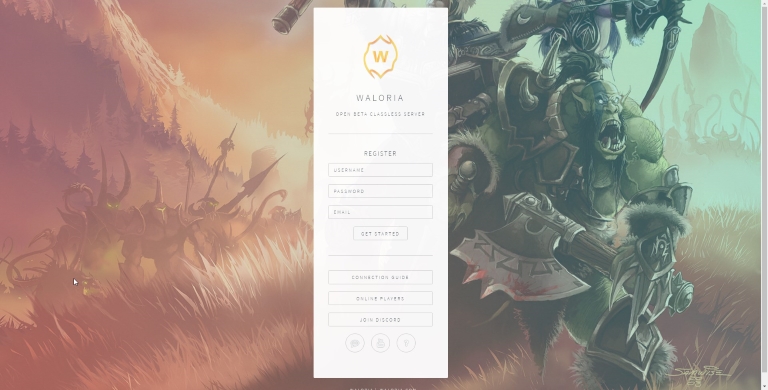 W
WALORIA
OPEN BETA CLASSLESS SERVER
REGISTER
USERNAME
PASSWORD
EMAIL
GET STARTED
CONNECTION GUIDE
ONLINE PLAYERS
JOIN DISCORD